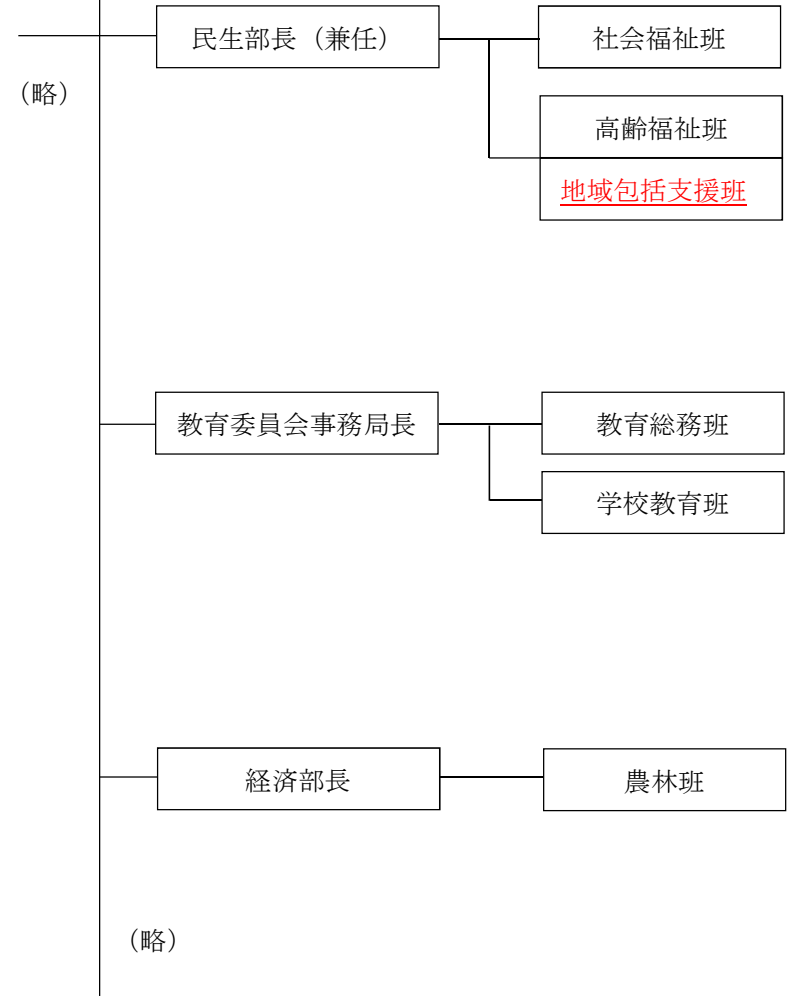 民生部長（兼任）
社会福祉班
（略）
高齢福祉班
地域包括支援班
教育委員会事務局長
教育総務班
学校教育班
経済部長
農林班
（略）